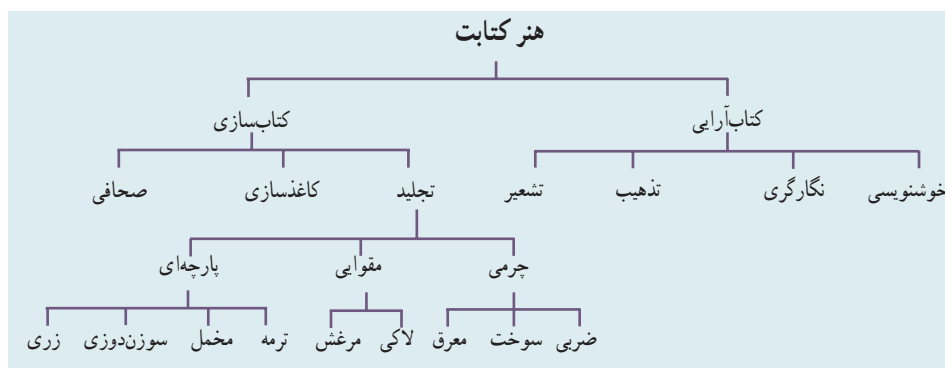 هنر کتابت
کتاب‌آرایی کتاب‌سازی
خوشنویسی نگارگری تذهیب تشعیر تجلید کاغذسازی صحافی
چرمی مقوایی پارچه‌ای
ضربی سوخت معرق لاکی مرغش ترمه مخمل سوزن‌دوزی زری